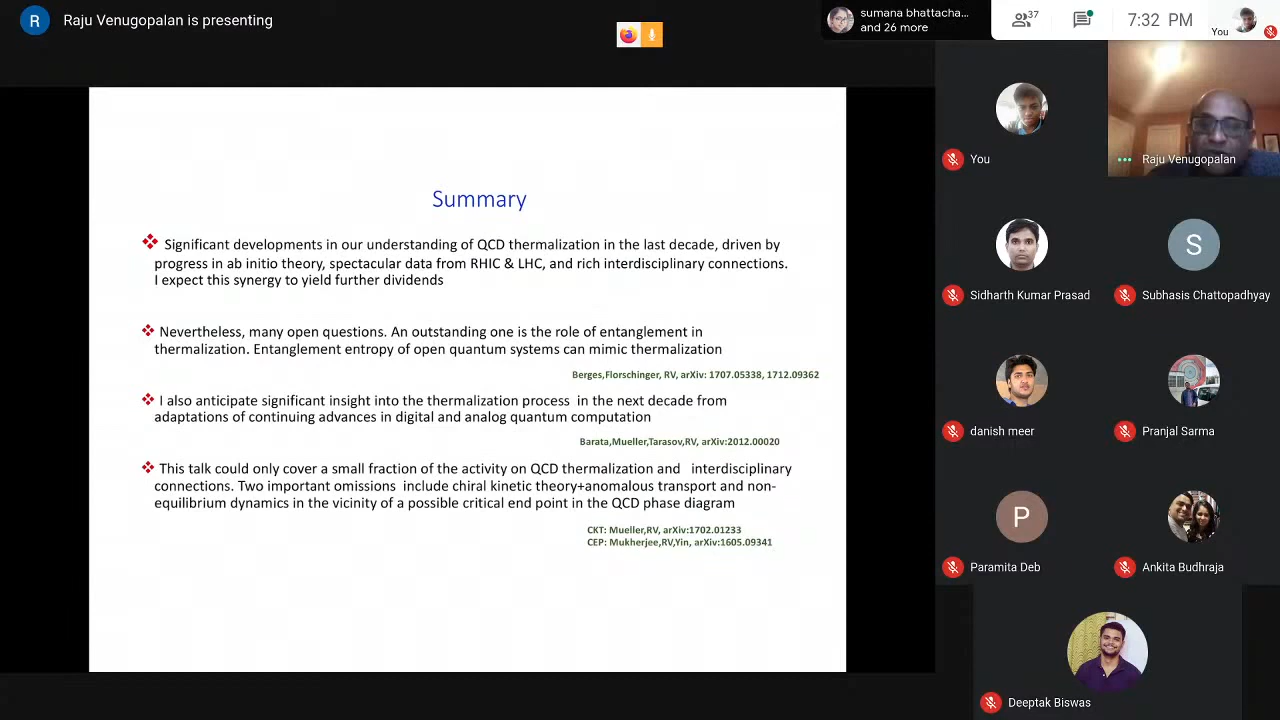 R
Raju Venugopalan is presenting
sumana bhattacha...
and 26 more
37
7:32 PM
You
Summary
Significant developments in our understanding of QCD thermalization in the last decade, driven by
progress in ab initio theory, spectacular data from RHIC & LHC, and rich interdisciplinary connections.
I expect this synergy to yield further dividends
Nevertheless, many open questions. An outstanding one is the role of entanglement in
thermalization. Entanglement entropy of open quantum systems can mimic thermalization
Berges,Florschinger, RV, arXiv: 1707.05338, 1712.09362
I also anticipate significant insight into the thermalization process in the next decade from
adaptations of continuing advances in digital and analog quantum computation
Barata,Mueller,Tarasov,RV, arXiv:2012.00020
This talk could only cover a small fraction of the activity on QCD thermalization and interdisciplinary
connections. Two important omissions include chiral kinetic theory+anomalous transport and non-
equilibrium dynamics in the vicinity of a possible critical end point in the QCD phase diagram
CKT: Mueller,RV, arXiv:1702.01233
CEP: Mukherjee,RV,Yin, arXiv:1605.09341
You
Raju Venugopalan
Sidharth Kumar Prasad
S
Subhasis Chattopadhyay
danish meer
Pranjal Sarma
P
Paramita Deb
Ankita Budhraja
Deeptak Biswas